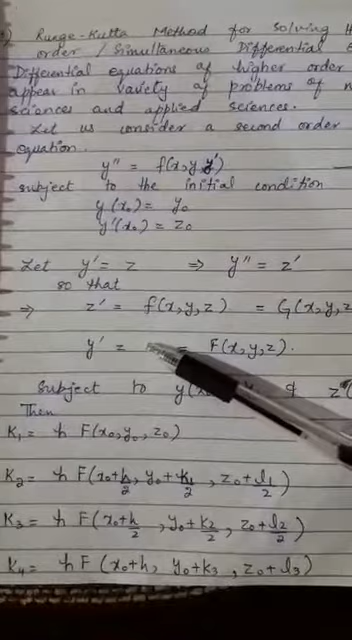 Runge-Kutta Method for Solving
order / Simultaneous Differential
Differential equations of higher order
appear in variety of problems of
sciences and applied sciences.
Let us consider a second order
equation.
y'' = f(x, y, y')
subject to the initial condition
y(x₀) = y₀
y'(x₀) = z₀
Let y' = z ⇒ y'' = z'
so that
⇒ z' = f(x, y, z) = G(x, y, z
y' = = F(x, y, z).
Subject to y( & z
Then
K₁ = h F(x₀, y₀, z₀)
K₂ = h F(x₀+h/2, y₀+k₁/2, z₀+l₁/2)
K₃ = h F(x₀+h/2, y₀+k₂/2, z₀+l₂/2)
K₄ = h F(x₀+h, y₀+k₃, z₀+l₃)